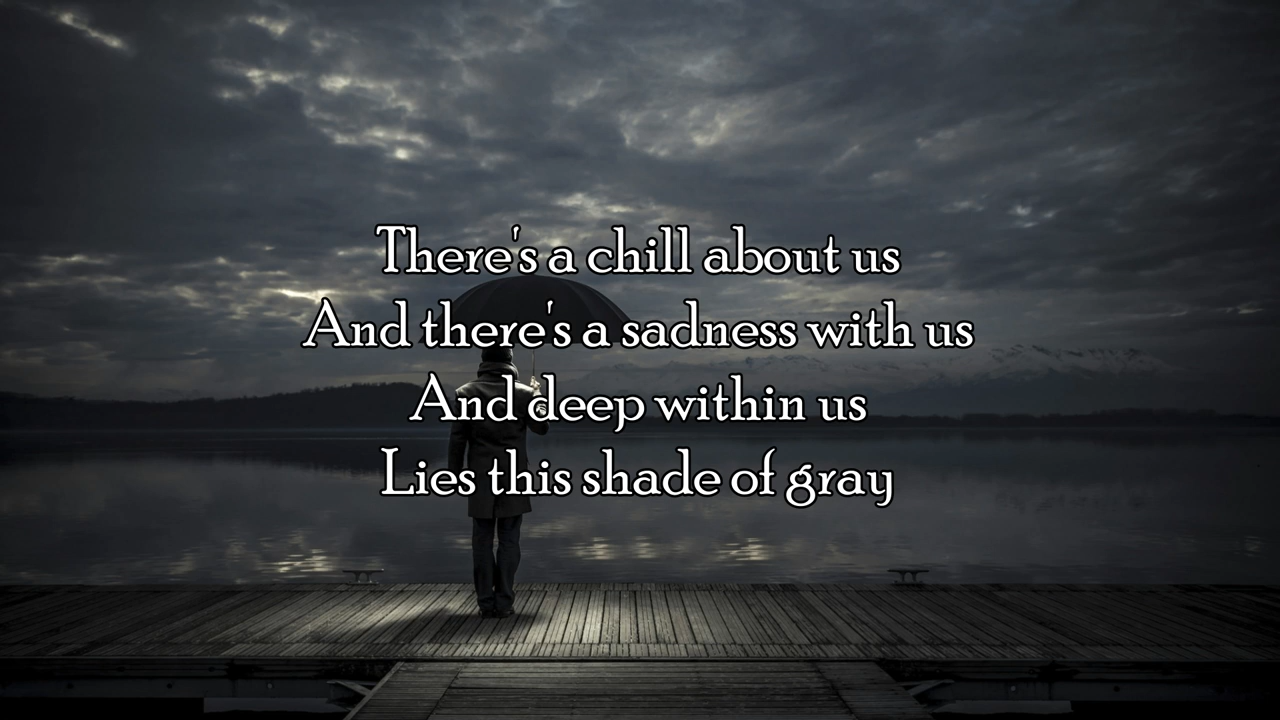 There's a chill about us
And there's a sadness with us
And deep within us
Lies this shade of gray